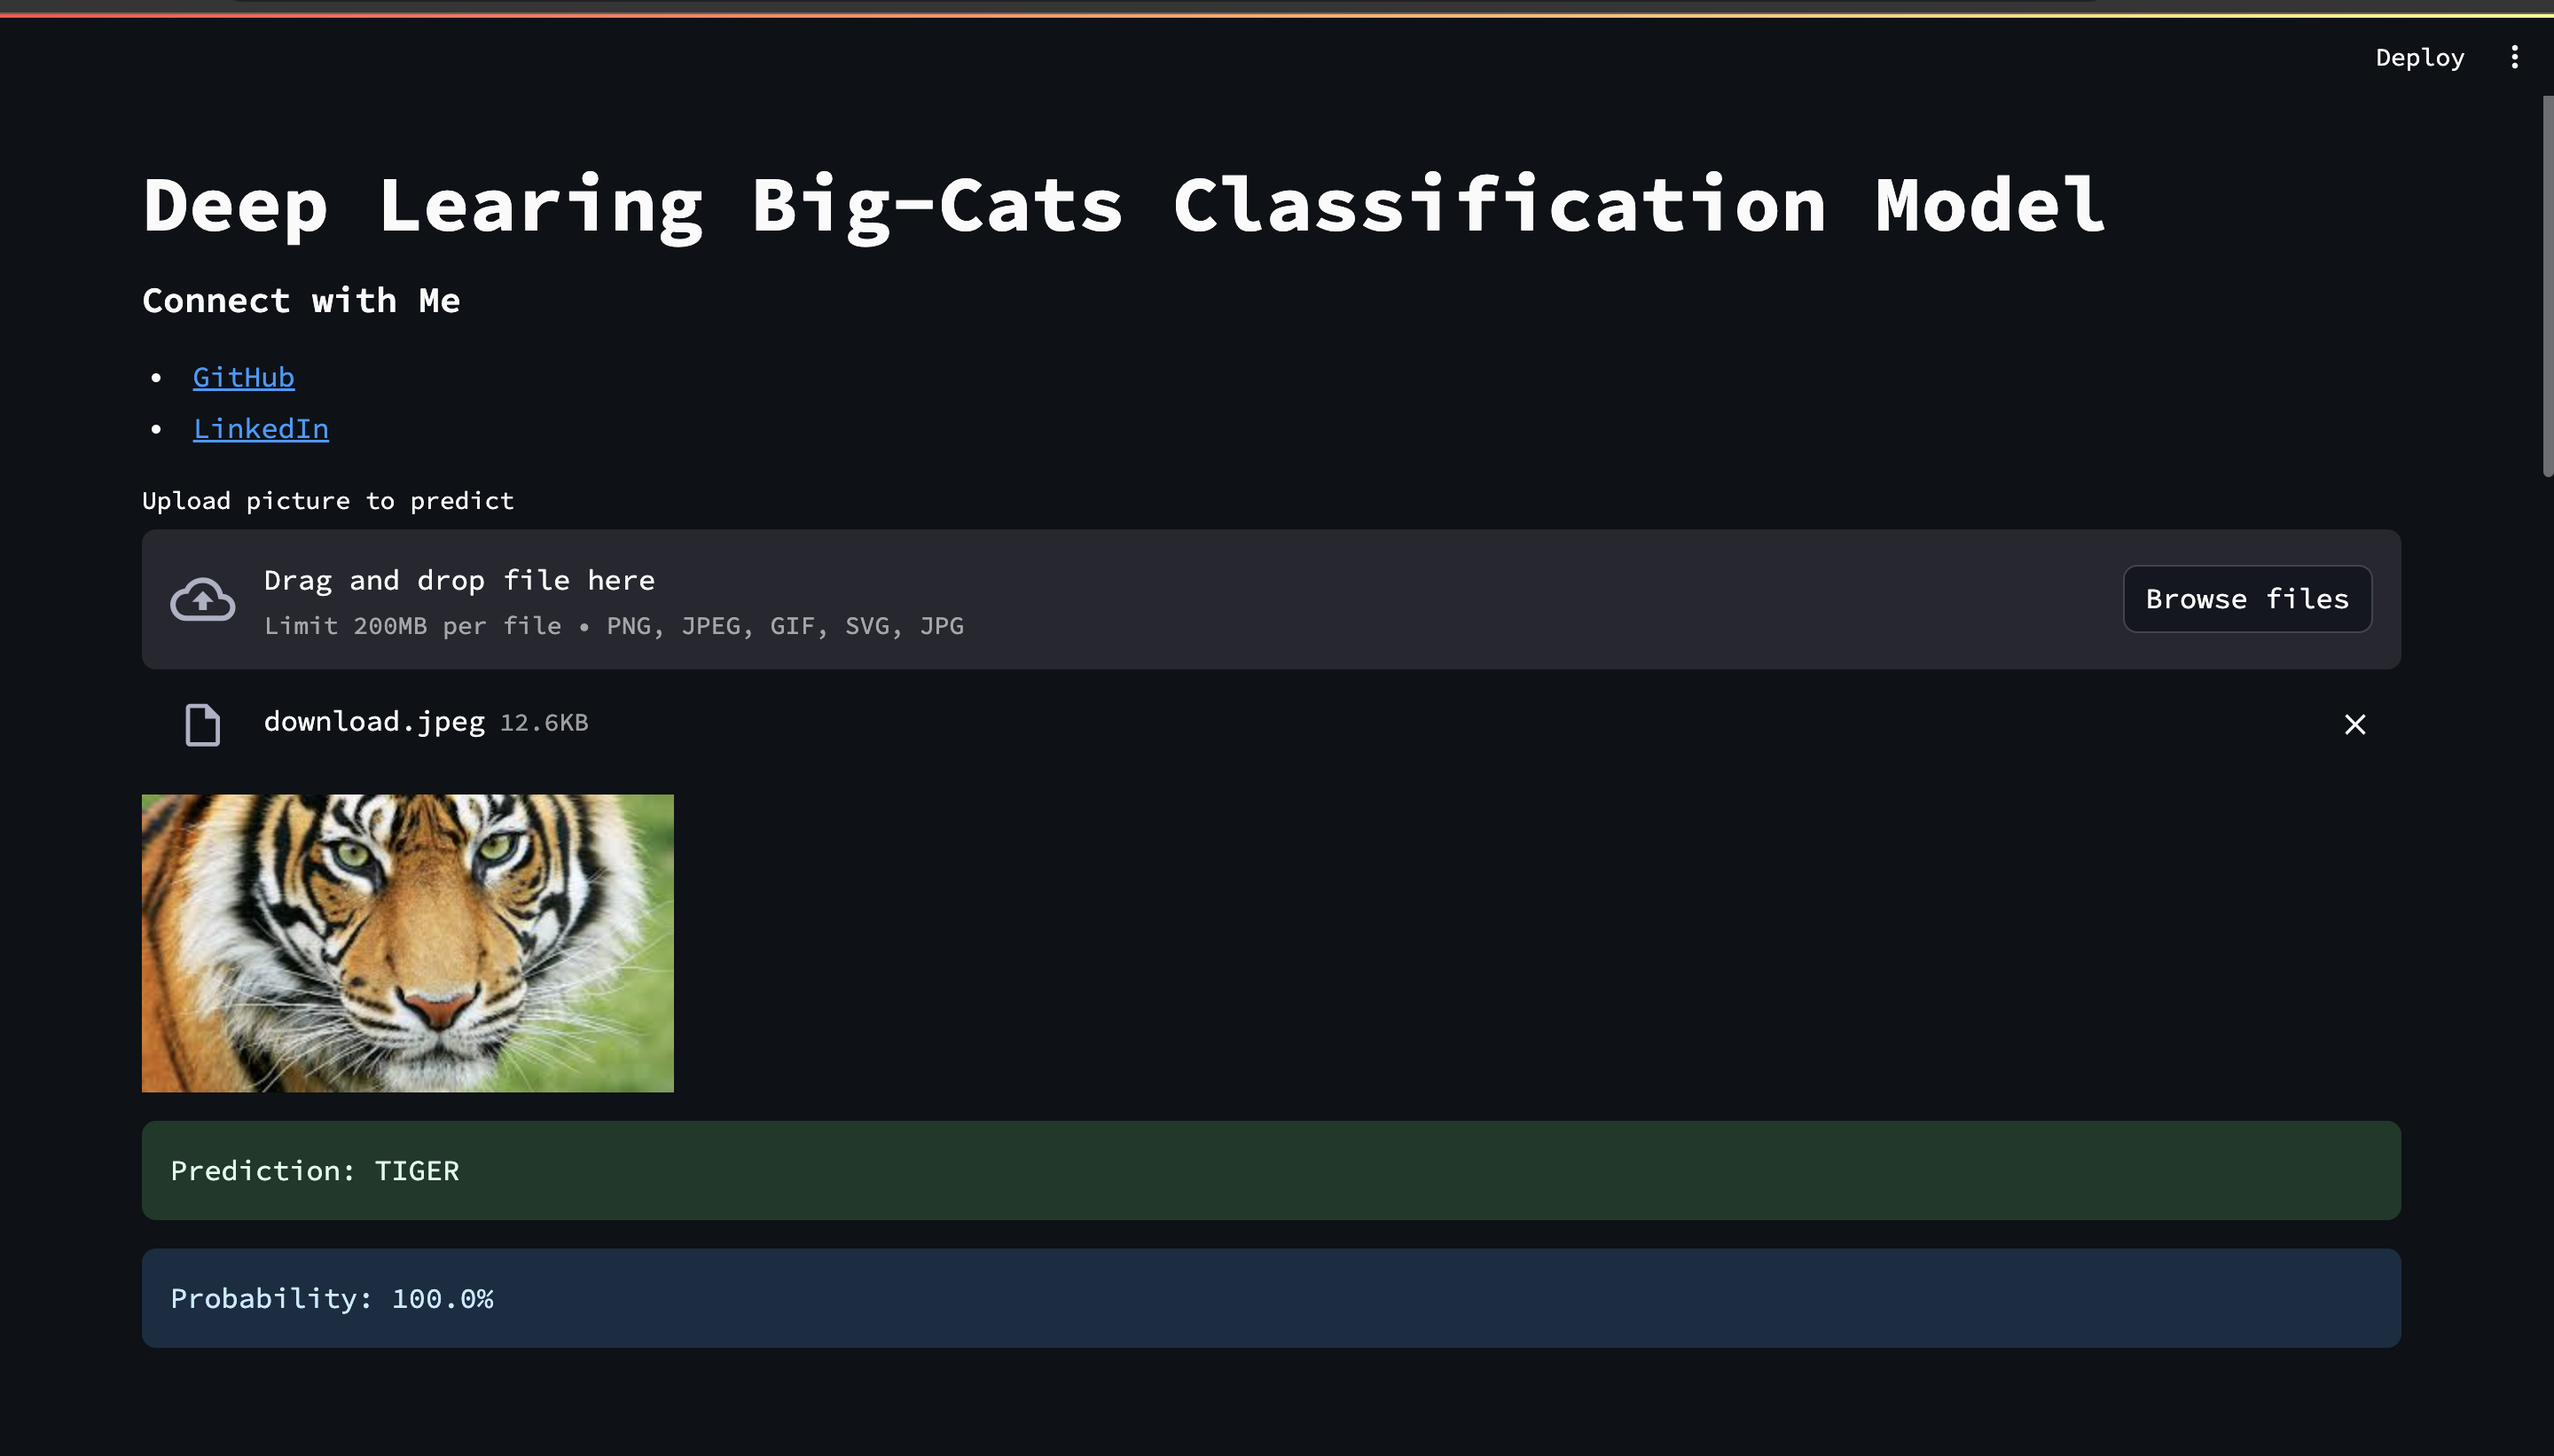 Deploy
Deep Learing Big-Cats Classification Model
Connect with Me
GitHub
LinkedIn
Upload picture to predict
Drag and drop file here
Browse files
Limit 200MB per file • PNG, JPEG, GIF, SVG, JPG
download.jpeg 12.6KB
Prediction: TIGER
Probability: 100.0%